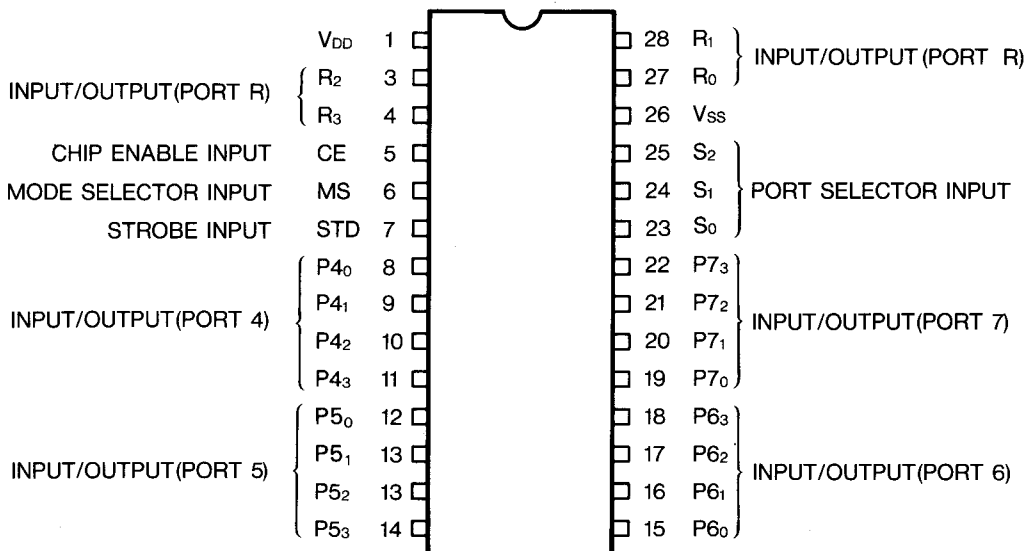 VDD 1
28 R1
INPUT/OUTPUT (PORT R)
INPUT/OUTPUT(PORT R)
R2 3
27 R0
R3 4
26 VSS
CHIP ENABLE INPUT CE 5
25 S2
MODE SELECTOR INPUT MS 6
24 S1
PORT SELECTOR INPUT
STROBE INPUT STD 7
23 S0
P40 8
22 P73
INPUT/OUTPUT(PORT 4)
P41 9
21 P72
INPUT/OUTPUT(PORT 7)
P42 10
20 P71
P43 11
19 P70
P50 12
18 P63
INPUT/OUTPUT(PORT 5)
P51 13
17 P62
INPUT/OUTPUT(PORT 6)
P52 13
16 P61
P53 14
15 P60